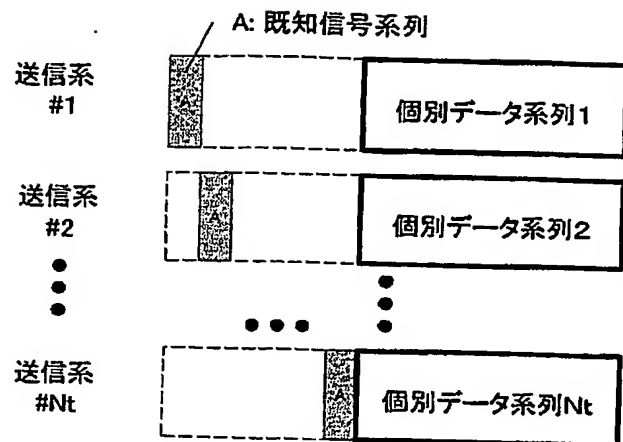 A: 既知信号系列
送信系
#1
A
個別データ系列1
送信系
#2
A
個別データ系列2
送信系
#Nt
A
個別データ系列Nt